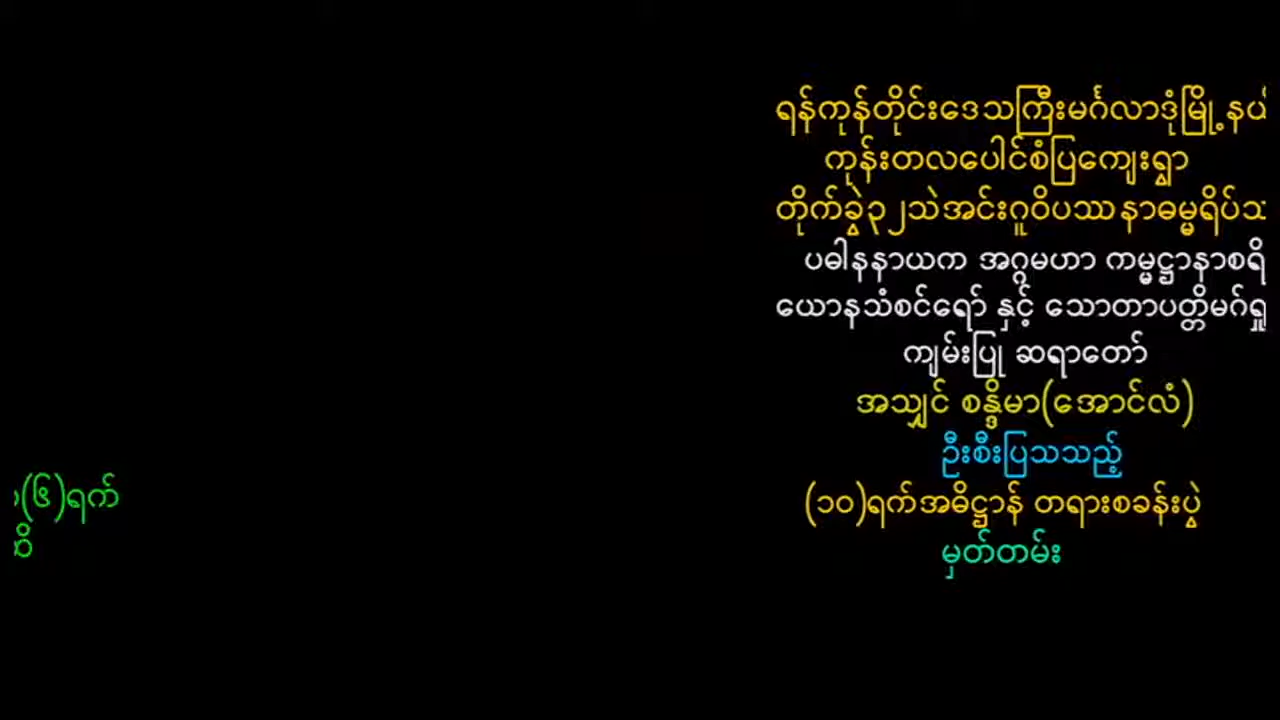 ရန်ကုန်တိုင်းဒေသကြီးမင်္ဂလာဒုံမြို့နယ်
ကုန်းတလပေါင်စံပြကျေးရွာ
တိုက်ခွဲ၃၂သဲအင်းဂူဝိပဿနာဓမ္မရိပ်သ
ပဓါနနာယက အဂ္ဂမဟာ ကမ္မဋ္ဌာနာစရိ
ယောနသံစင်ရော် နှင့် သောတာပတ္တိမဂ်ရှု
ကျမ်းပြု ဆရာတော်
အသျှင် စန္ဒိမာ(အောင်လံ)
ဦးစီးပြသသည့်
(၁၀)ရက်အဓိဋ္ဌာန် တရားစခန်းပွဲ
မှတ်တမ်း
(၆)ရက်